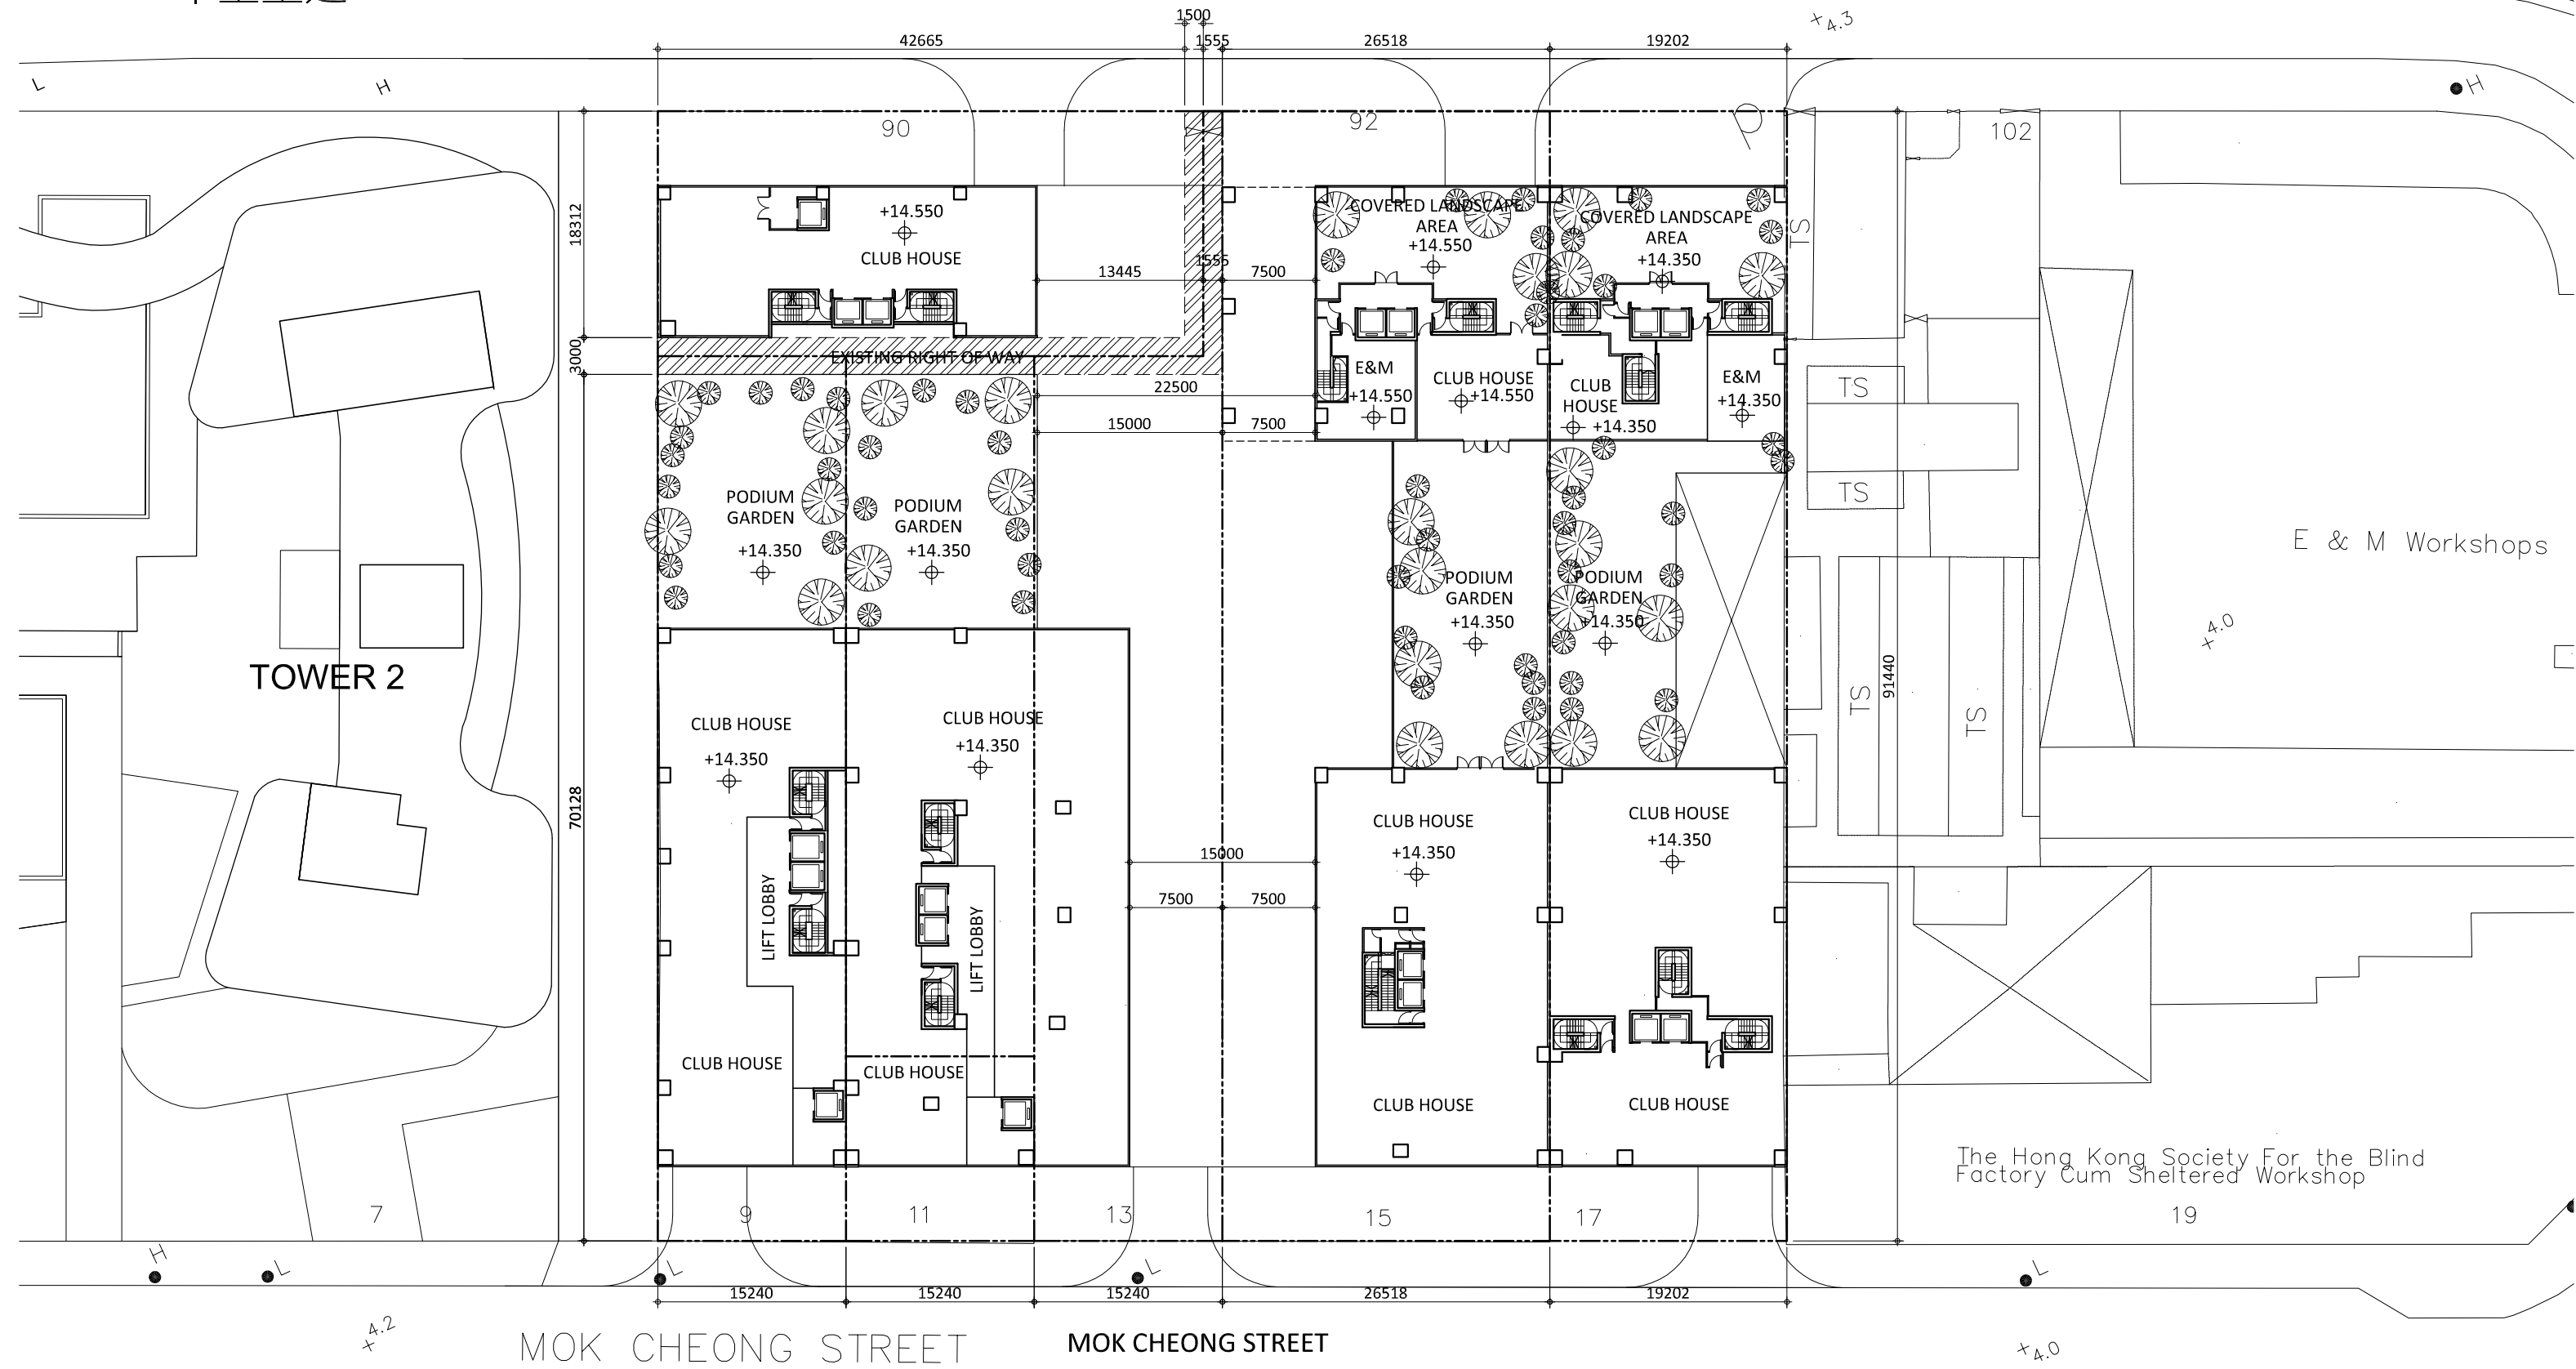 1500
42665
1555
26518
19202
4.3
L
H
H
90
92
102
+14.550
CLUB HOUSE
COVERED LANDSCAPE
AREA
+14.550
COVERED LANDSCAPE
AREA
+14.350
TS
18312
13445
1555
7500
3000
EXISTING RIGHT OF WAY
22500
15000
7500
E&M
+14.550
CLUB HOUSE
+14.550
CLUB
HOUSE
+14.350
E&M
+14.350
TS
TS
PODIUM
GARDEN
+14.350
PODIUM
GARDEN
+14.350
PODIUM
GARDEN
+14.350
PODIUM
GARDEN
+14.350
E & M Workshops
4.0
TOWER 2
91440
TS
TS
CLUB HOUSE
+14.350
CLUB HOUSE
+14.350
70128
15000
7500
7500
CLUB HOUSE
+14.350
CLUB HOUSE
+14.350
LIFT LOBBY
LIFT LOBBY
CLUB HOUSE
CLUB HOUSE
CLUB HOUSE
CLUB HOUSE
The Hong Kong Society For the Blind
Factory Cum Sheltered Workshop
7
9
11
13
15
17
19
H
L
L
L
L
15240
15240
15240
26518
19202
4.2
MOK CHEONG STREET
MOK CHEONG STREET
4.0